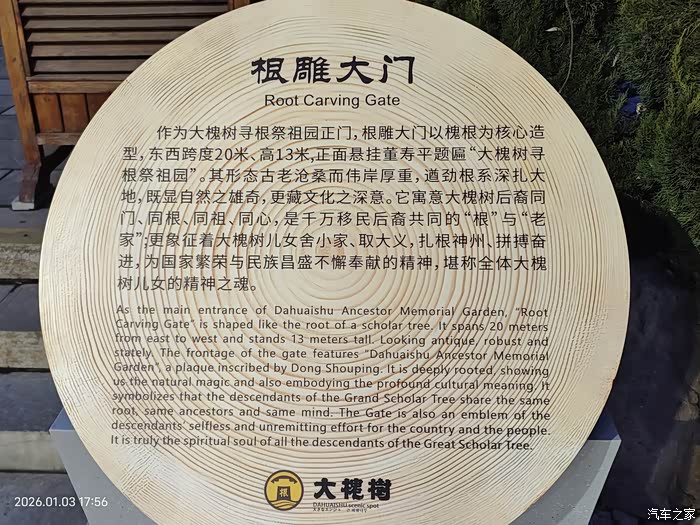 根雕大门
Root Carving Gate
作为大槐树寻根祭祖园正门,根雕大门以槐根为核心造
型,东西跨度20米、高13米,正面悬挂董寿平题匾“大槐树寻
根祭祖园”。其形态古老沧桑而伟岸厚重,遒劲根系深扎大
地,既显自然之雄奇,更藏文化之深意。它寓意大槐树后裔同
门、同根、同祖、同心,是千万移民后裔共同的“根”与“老
家”;更象征着大槐树儿女舍小家、取大义,扎根神州、拼搏奋
进,为国家繁荣与民族昌盛不懈奉献的精神,堪称全体大槐
树儿女的精神之魂。
As the main entrance of Dahuaishu Ancestor Memorial Garden, “Root
Carving Gate” is shaped like the root of a scholar tree. It spans 20 meters
from east to west and stands 13 meters tall. Looking antique, robust and
stately. The frontage of the gate features “Dahuaishu Ancestor Memorial
Garden”, a plaque inscribed by Dong Shouping. It is deeply rooted, showing
us the natural magic and also embodying the profound cultural meaning. It
symbolizes that the descendants of the Grand Scholar Tree share the same
root, same ancestors and same mind. The Gate is also an emblem of the
descendants’ selfless and unremitting effort for the country and the people.
It is truly the spiritual soul of all the descendants of the Great Scholar Tree.
根
大槐树
DAHUAISHU scenic spot
2026.01.03 17:56
汽车之家